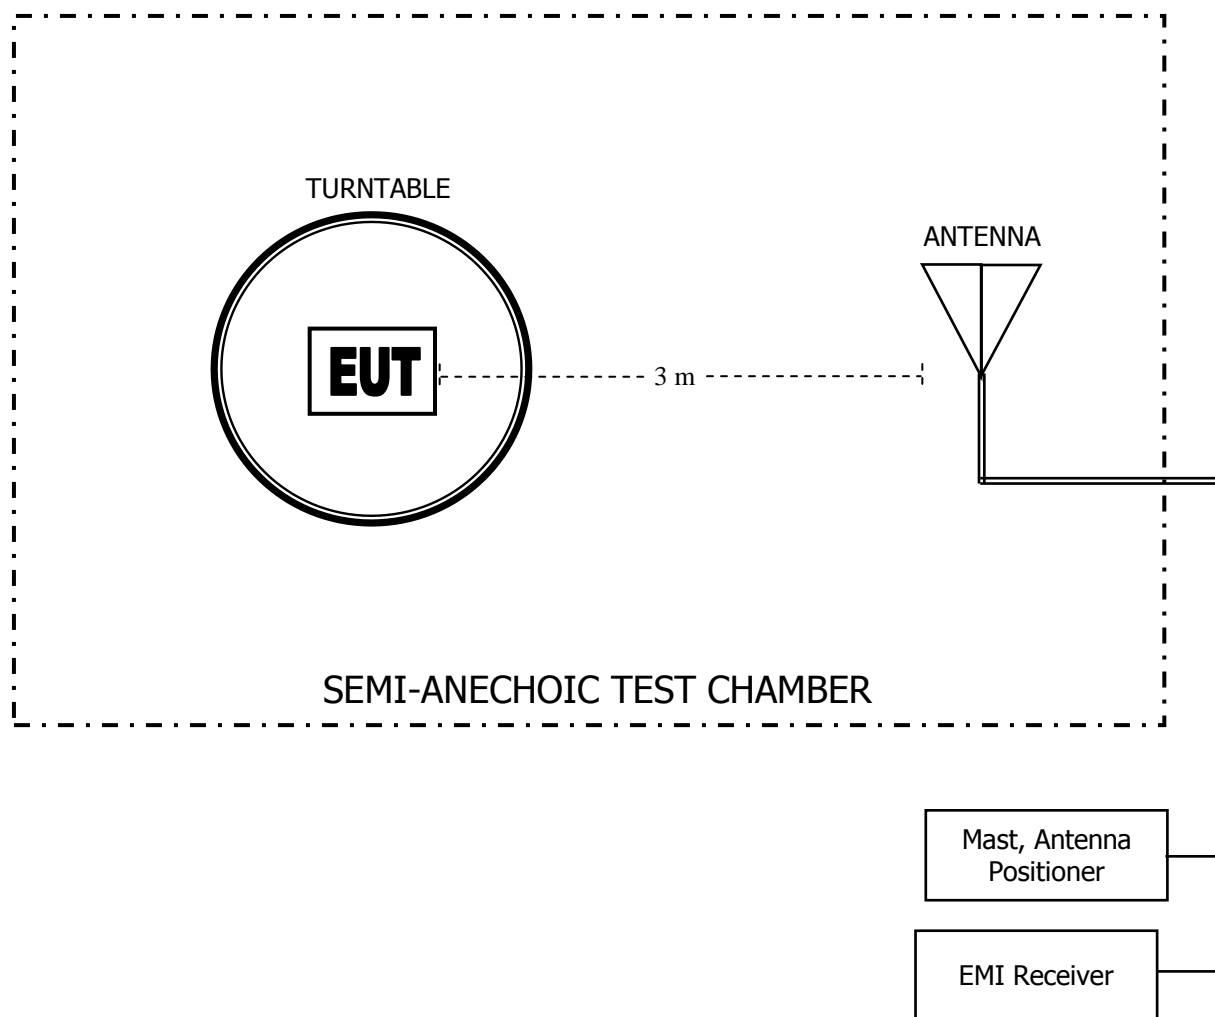 TURNTABLE
ANTENNA
EUT
3 m
SEMI-ANECHOIC TEST CHAMBER
Mast, Antenna
Positioner
EMI Receiver